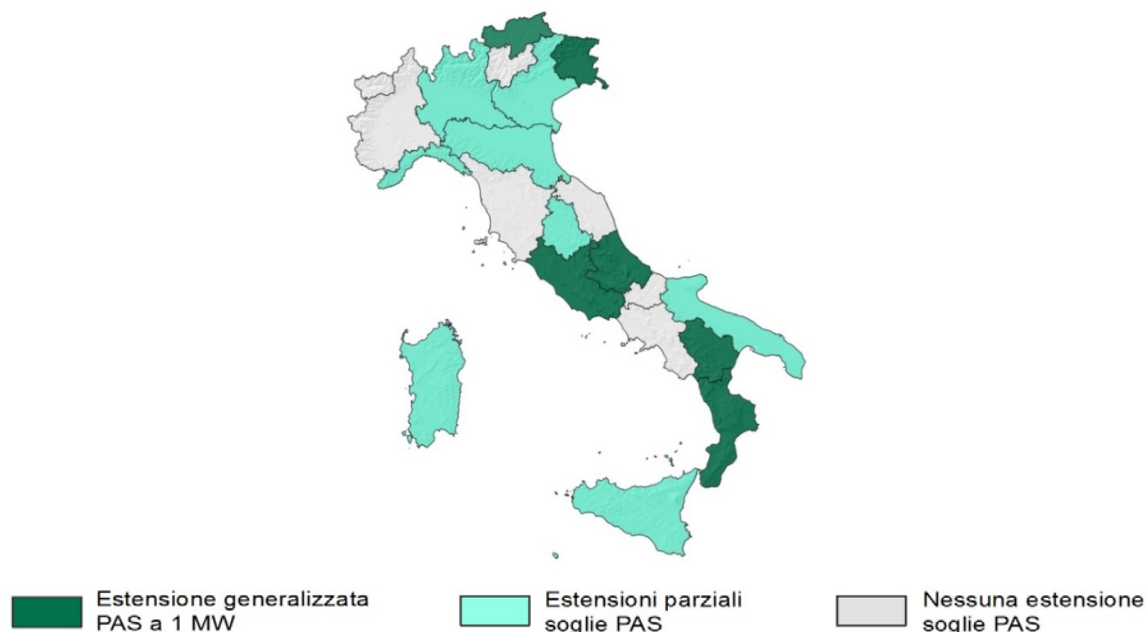 Estensione generalizzata
PAS a 1 MW
Estensioni parziali
soglie PAS
Nessuna estensione
soglie PAS